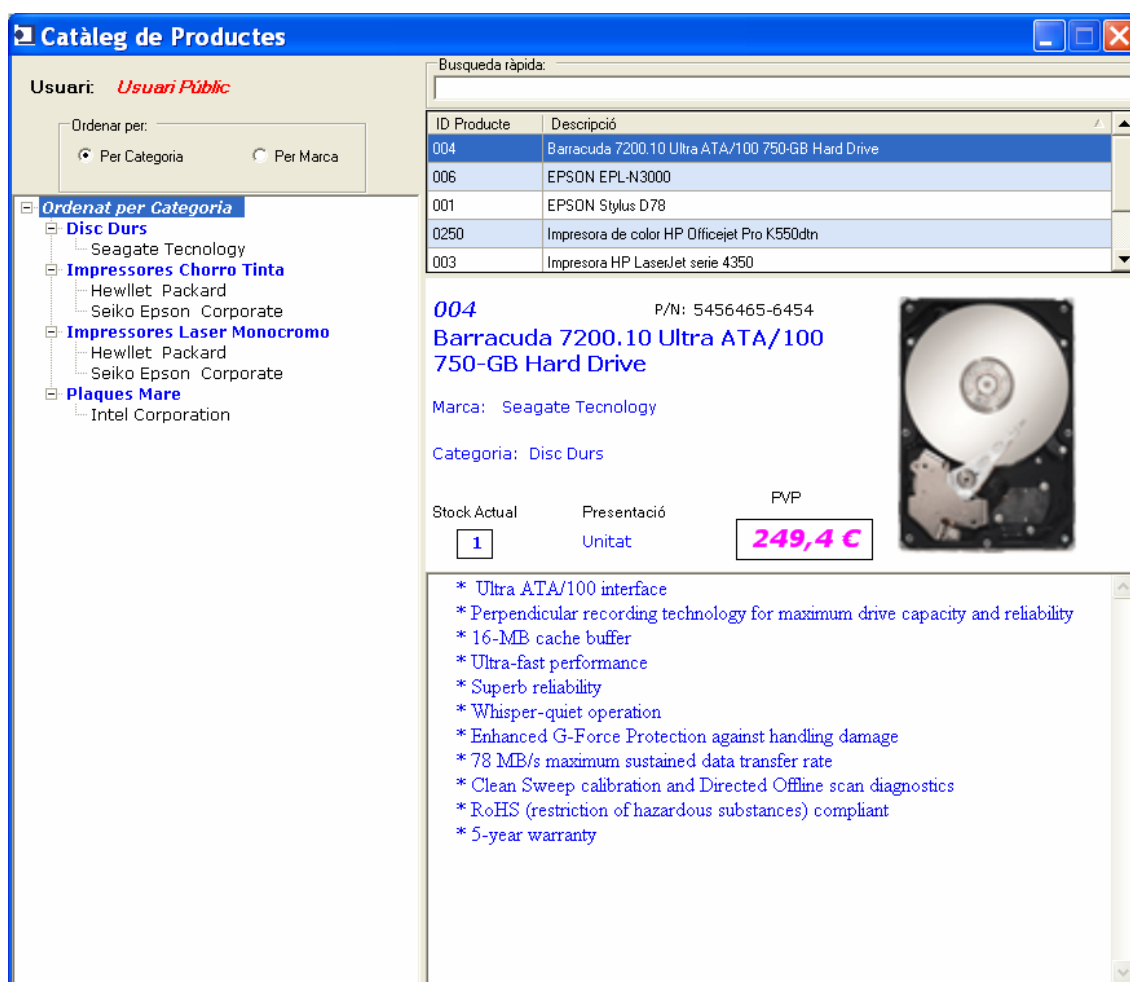 Catàleg de Productes
Usuari: Usuari Públic
Ordenar per:
Per Categoria Per Marca
Ordenat per Categoria
Disc Durs
Seagate Tecnology
Impressores Chorro Tinta
Hewllet Packard
Seiko Epson Corporate
Impressores Laser Monocromo
Hewllet Packard
Seiko Epson Corporate
Plaques Mare
Intel Corporation
Busqueda ràpida:
ID Producte Descripció
004 Barracuda 7200.10 Ultra ATA/100 750-GB Hard Drive
006 EPSON EPL-N3000
001 EPSON Stylus D78
0250 Impresora de color HP Officejet Pro K550dtn
003 Impresora HP LaserJet serie 4350
004 P/N: 5456465-6454
Barracuda 7200.10 Ultra ATA/100
750-GB Hard Drive
Marca: Seagate Tecnology
Categoria: Disc Durs
Stock Actual Presentació PVP
1 Unitat 249,4 €
* Ultra ATA/100 interface
* Perpendicular recording technology for maximum drive capacity and reliability
* 16-MB cache buffer
* Ultra-fast performance
* Superb reliability
* Whisper-quiet operation
* Enhanced G-Force Protection against handling damage
* 78 MB/s maximum sustained data transfer rate
* Clean Sweep calibration and Directed Offline scan diagnostics
* RoHS (restriction of hazardous substances) compliant
* 5-year warranty